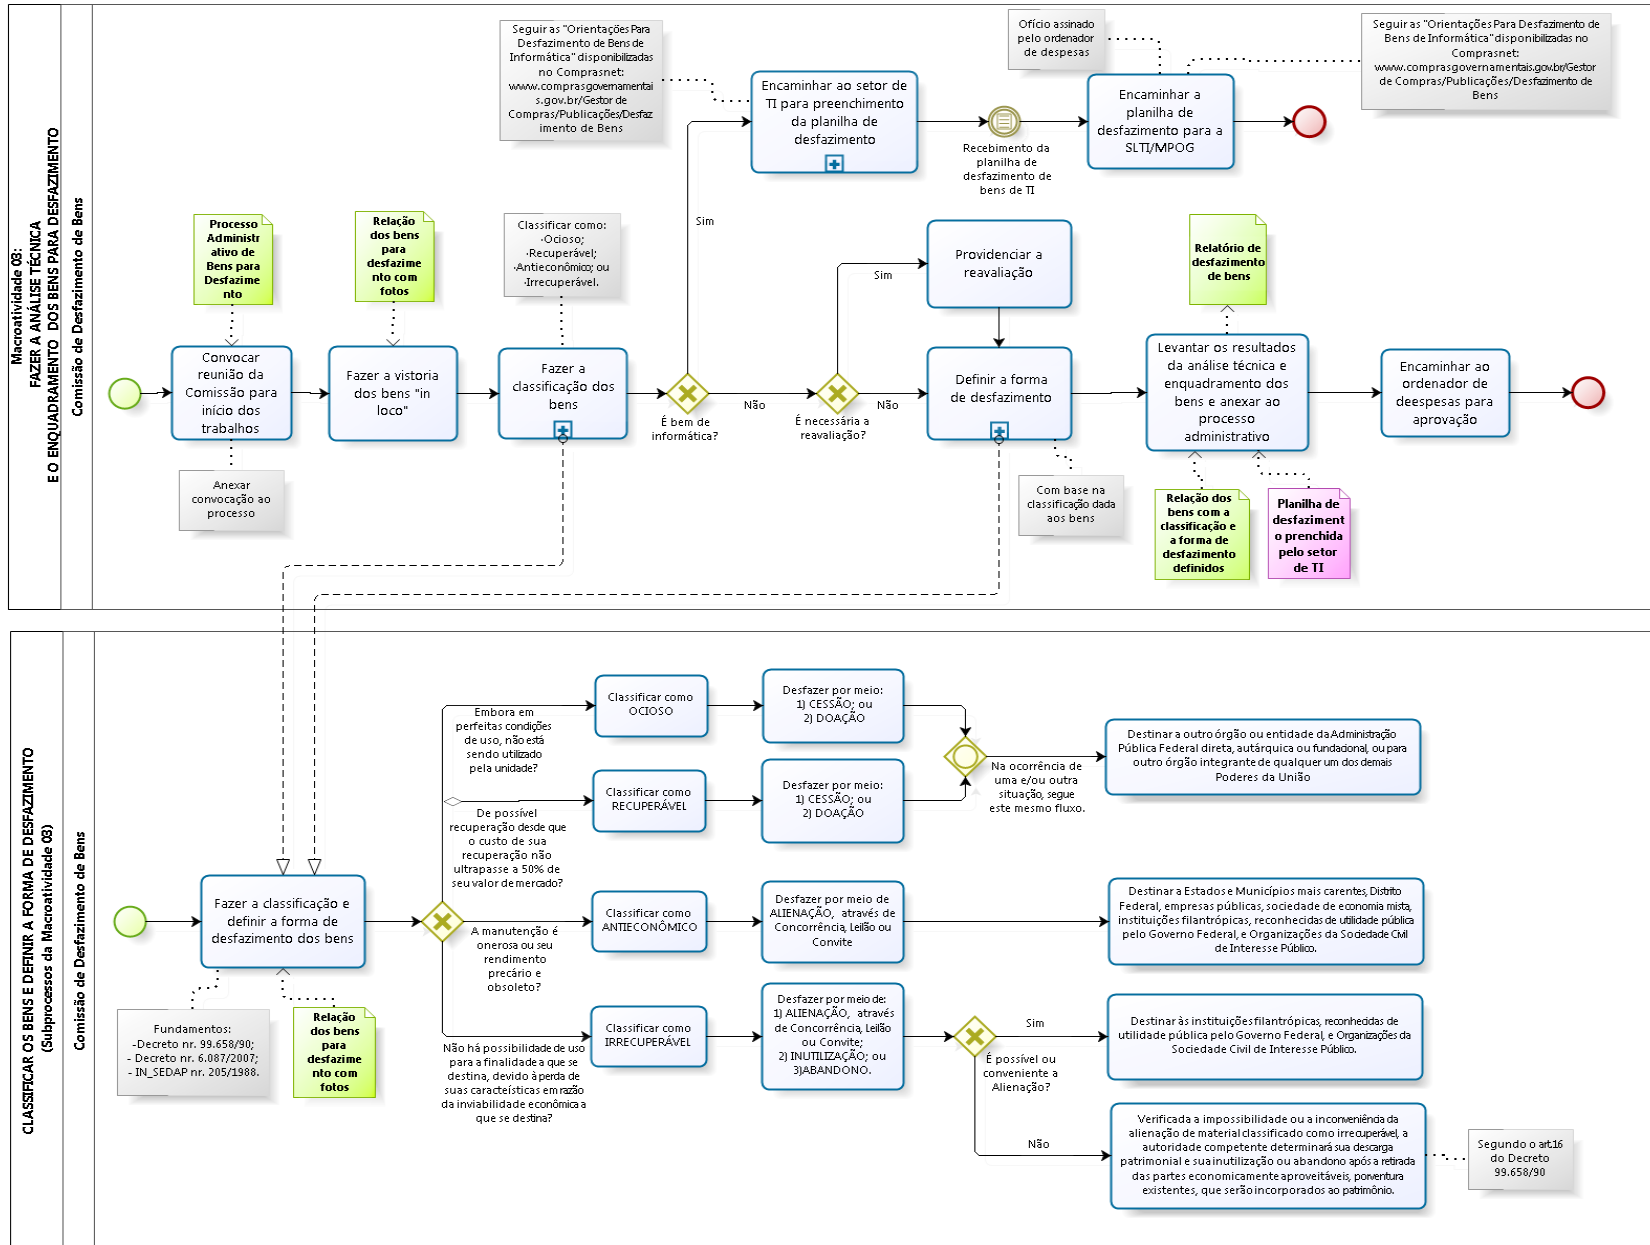 Macroatividade 03:
FAZER A ANÁLISE TÉCNICA
E O ENQUADRAMENTO DOS BENS PARA DESFAZIMENTO
Comissão de Desfazimento de Bens
Seguir as "Orientações Para
Desfazimento de Bens de
Informática" disponibilizadas
no Comprasnet:
www.comprasgovernamentai
s.gov.br/Gestor de
Compras/Publicações/Desfaz
imento de Bens
Encaminhar ao setor de
TI para preenchimento
da planilha de
desfazimento
Recebimento da
planilha de
desfazimento de
bens de TI
Ofício assinado
pelo ordenador
de despesas
Encaminhar a
planilha de
desfazimento para a
SLTI/MPOG
Seguir as "Orientações Para Desfazimento de
Bens de Informática" disponibilizadas no
Comprasnet:
www.comprasgovernamentais.gov.br/Gestor
de Compras/Publicações/Desfazimento de
Bens
Processo
Administr
ativo de
Bens para
Desfazime
nto
Relação
dos bens
para
desfazime
nto com
fotos
Classificar como:
-Ocioso;
-Recuperável;
-Antieconômico; ou
-Irrecuperável.
Sim
Sim
Providenciar a
reavaliação
Relatório de
desfazimento
de bens
Convocar
reunião da
Comissão para
início dos
trabalhos
Fazer a vistoria
dos bens "in
loco"
Fazer a
classificação dos
bens
É bem de
informática?
Não
É necessária a
reavaliação?
Não
Definir a forma
de desfazimento
Levantar os resultados
da análise técnica e
enquadramento dos
bens e anexar ao
processo
administrativo
Encaminhar ao
ordenador de
deespesas para
aprovação
Anexar
convocação ao
processo
Com base na
classificação dada
aos bens
Relação dos
bens com a
classificação e
a forma de
desfazimento
definidos
Planilha de
desfaziment
o prenchida
pelo setor
de TI
CLASSIFICAR OS BENS E DEFINIR A FORMA DE DESFAZIMENTO
(Subprocessos da Macroatividade 03)
Comissão de Desfazimento de Bens
Fazer a classificação e
definir a forma de
desfazimento dos bens
Fundamentos:
-Decreto nr. 99.658/90;
- Decreto nr. 6.087/2007;
- IN_SEDAP nr. 205/1988.
Relação
dos bens
para
desfazime
nto com
fotos
Embora em
perfeitas condições
de uso, não está
sendo utilizado
pela unidade?
Classificar como
OCIOSO
Desfazer por meio:
1) CESSÃO; ou
2) DOAÇÃO
De possível
recuperação desde que
o custo de sua
recuperação não
ultrapasse a 50% de
seu valor de mercado?
Classificar como
RECUPERÁVEL
Desfazer por meio:
1) CESSÃO; ou
2) DOAÇÃO
Na ocorrência de
uma e/ou outra
situação, segue
este mesmo fluxo.
Destinar a outro órgão ou entidade da Administração
Pública Federal direta, autárquica ou fundacional, ou para
outro órgão integrante de qualquer um dos demais
Poderes da União
A manutenção é
onerosa ou seu
rendimento
precário e
obsoleto?
Classificar como
ANTIECONÔMICO
Desfazer por meio de
ALIENAÇÃO, através de
Concorrência, Leilão ou
Convite
Destinar a Estados e Municípios mais carentes, Distrito
Federal, empresas públicas, sociedade de economia mista,
instituições filantrópicas, reconhecidas de utilidade pública
pelo Governo Federal, e Organizações da Sociedade Civil
de Interesse Público.
Não há possibilidade de uso
para a finalidade a que se
destina, devido à perda de
suas caraceísticas em razão
da inviabilidade econômica a
que se destina?
Classificar como
IRRECUPERÁVEL
Desfazer por meio de:
1) ALIENAÇÃO, através
de Concorrência, Leilão
ou Convite;
2) INUTILIZAÇÃO; ou
3)ABANDONO.
É possível ou
conveniente a
Alienação?
Sim
Destinar às instituições filantrópicas, reconhecidas de
utilidade pública pelo Governo Federal, e Organizações da
Sociedade Civil de Interesse Público.
Não
Verificada a impossibilidade ou a inconveniência da
alienação de material classificado como irrecuperável, a
autoridade competente determinará sua descarga
patrimonial e sua inutilização ou abandono após a retirada
das partes economicamente aproveitáveis, porventura
existentes, que serão incorporados ao patrimônio.
Segundo o art.16
do Decreto
99.658/90